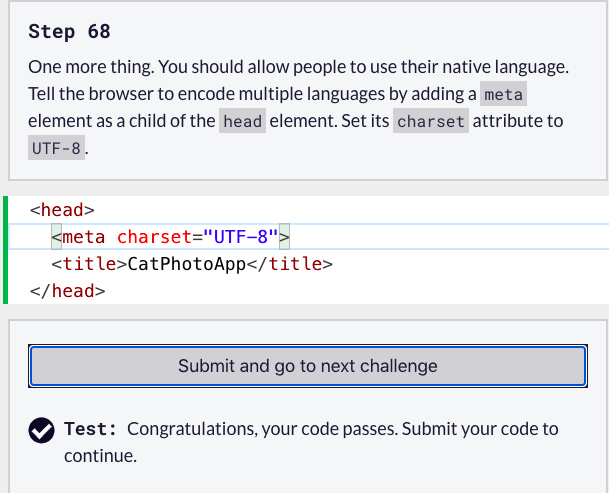 Step 68
One more thing. You should allow people to use their native language.
Tell the browser to encode multiple languages by adding a meta
element as a child of the head element. Set its charset attribute to
UTF-8.
<head>
<meta charset="UTF-8">
<title>CatPhotoApp</title>
</head>
Submit and go to next challenge
Test: Congratulations, your code passes. Submit your code to
continue.